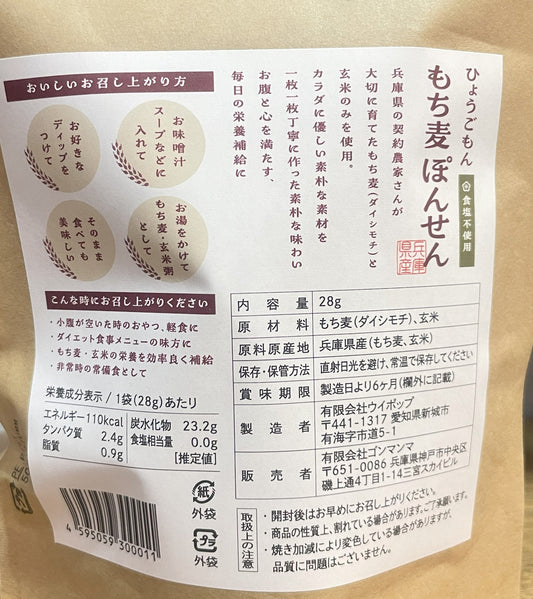 ひょうごもん
もち麦ぽんせん
食塩不使用
兵庫県産
兵庫県の契約農家さんが
大切に育てたもち麦(ダイシモチ)と
玄米のみを使用。
カラダに優しい素朴な素材を
一枚一枚丁寧に作った素朴な味わい
お腹と心を満たす、
毎日の栄養補給に
おいしいお召し上がり方
お味噌汁
スープなどに
入れて
お好きな
ディップを
つけて
お湯をかけて
もち麦・玄米粥
として
そのまま
食べても
美味しい
こんな時にお召し上がりください
・小腹が空いた時のおやつ、軽食に
・ダイエット食事メニューの味方に
・もち麦・玄米の栄養を効率良く補給
・非常時の常備食として
栄養成分表示 / 1袋(28g)あたり
エネルギー110kcal
タンパク質 2.4g
脂質 0.9g
炭水化物 23.2g
食塩相当量 0.0g
[推定値]
内容量 28g
原材料 もち麦(ダイシモチ)、玄米
原料原産地 兵庫県産(もち麦、玄米)
保存・保管方法 直射日光を避け、常温で保存してください
賞味期限 製造日より6ヶ月(欄外に記載)
製造者 有限会社ウイポップ
〒441-1317 愛知県新城市
有海字市道5-1
販売者 有限会社ゴンマンマ
〒651-0086 兵庫県神戸市中央区
磯上通4丁目1-14三宮スカイビル
取扱上の注意
・開封後はお早めにお召し上がりください。
・商品の性質上、割れている場合があります。ご了承願います。
・焼き加減により変色している場合がありますが、
品質に問題はございません。
紙
外袋
プラ
外袋
4 595059 300011